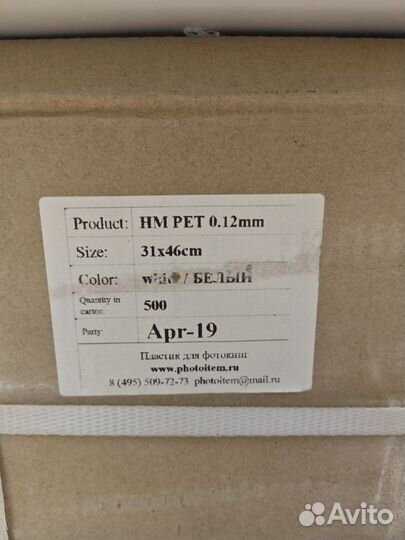 Product: HM PET 0.12mm
Size: 31x46cm
Color: white / БЕЛЫЙ
Quantity in carton: 500
Party: Apr-19
Пластик для фотокниг
www.photoitem.ru
8 (495) 509-72-73 photoitem@mail.ru
Avito